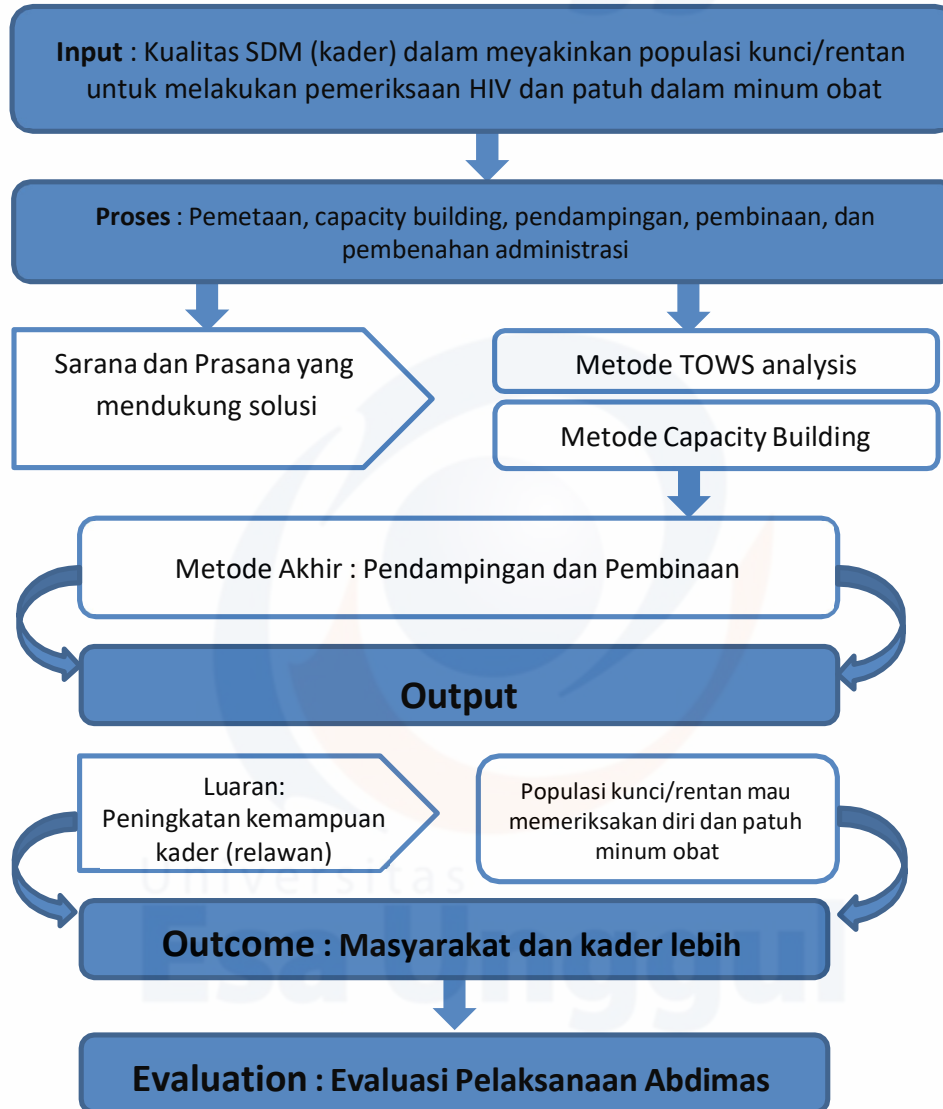 Input : Kualitas SDM (kader) dalam meyakinkan populasi kunci/rentan
untuk melakukan pemeriksaan HIV dan patuh dalam minum obat
Proses : Pemetaan, capacity building, pendampingan, pembinaan, dan
pembenahan administrasi
Sarana dan Prasana yang
mendukung solusi
Metode TOWS analysis
Metode Capacity Building
Metode Akhir : Pendampingan dan Pembinaan
Output
Luaran:
Peningkatan kemampuan
kader (relawan)
Populasi kunci/rentan mau
memeriksakan diri dan patuh
minum obat
Universitas
Esa Unggul
Outcome : Masyarakat dan kader lebih
Evaluation : Evaluasi Pelaksanaan Abdimas